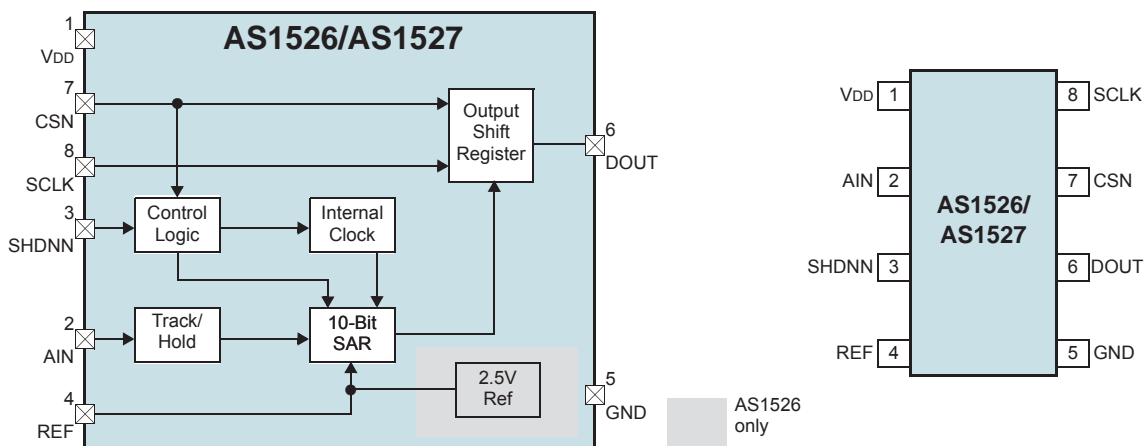 AS1526/AS1527
1
VDD
7
CSN
8
SCLK
3
SHDNN
2
AIN
4
REF
Control
Logic
Internal
Clock
Track/
Hold
10-Bit
SAR
Output
Shift
Register
2.5V
Ref
6
DOUT
5
GND
AS1526
only
VDD 1
AIN 2
SHDNN 3
REF 4
AS1526/
AS1527
8 SCLK
7 CSN
6 DOUT
5 GND